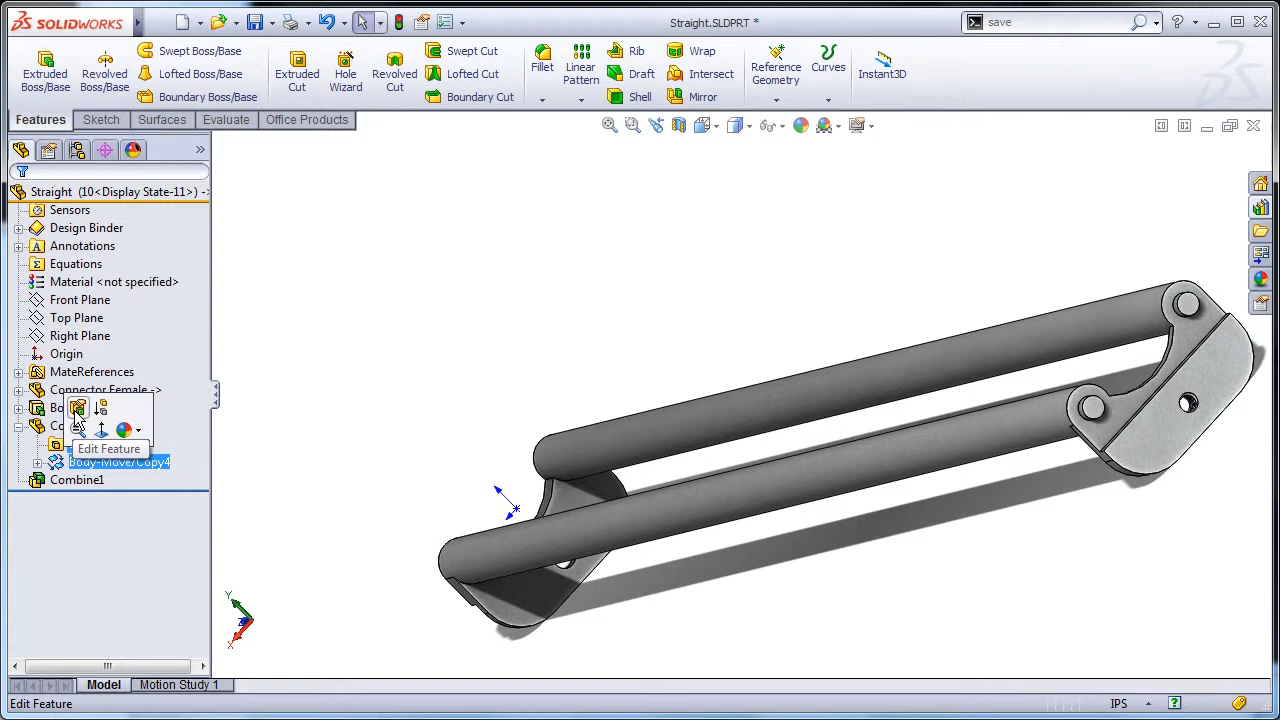 SOLIDWORKS
Straight.SLDPRT *
save
Extruded
Boss/Base
Revolved
Boss/Base
Swept Boss/Base
Lofted Boss/Base
Boundary Boss/Base
Extruded
Cut
Hole
Wizard
Revolved
Cut
Swept Cut
Lofted Cut
Boundary Cut
Fillet
Linear
Pattern
Rib
Draft
Shell
Wrap
Intersect
Mirror
Reference
Geometry
Curves
Instant3D
Features
Sketch
Surfaces
Evaluate
Office Products
Straight (10<Display State-11>) ->
Sensors
Design Binder
Annotations
Equations
Material <not specified>
Front Plane
Top Plane
Right Plane
Origin
MateReferences
Connector Female ->
Bo
Co
Edit Feature
Body-Move/Copy4
Combine1
Y
Z
X
Model
Motion Study 1
Edit Feature
IPS